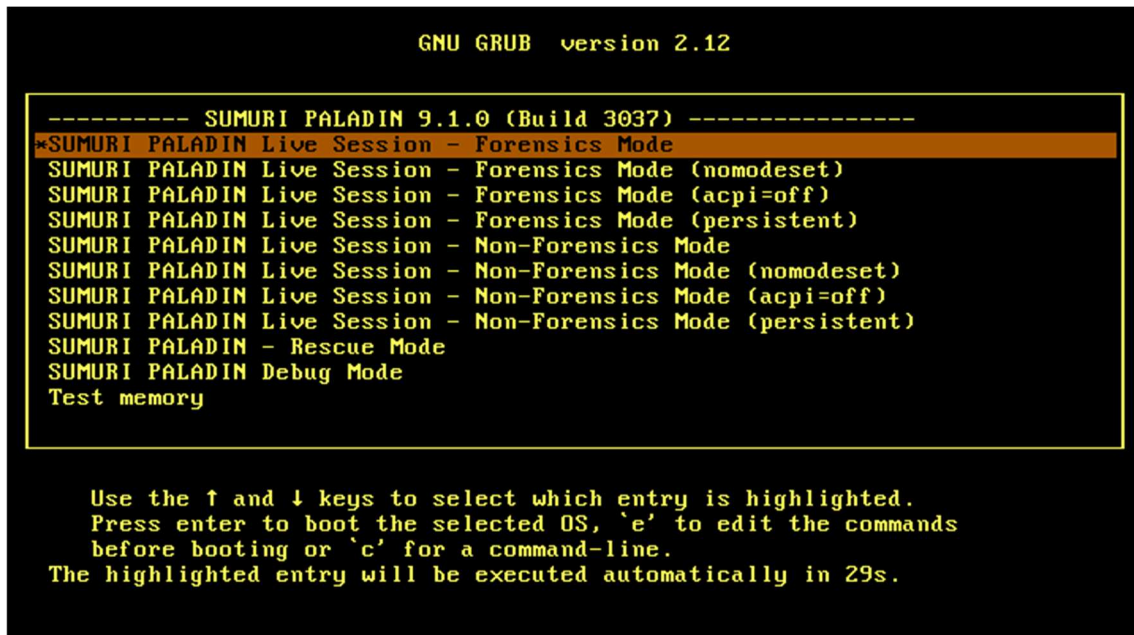 GNU GRUB version 2.12
---------- SUMURI PALADIN 9.1.0 (Build 3037) ----------------
*SUMURI PALADIN Live Session - Forensics Mode
SUMURI PALADIN Live Session - Forensics Mode (nomodeset)
SUMURI PALADIN Live Session - Forensics Mode (acpi=off)
SUMURI PALADIN Live Session - Forensics Mode (persistent)
SUMURI PALADIN Live Session - Non-Forensics Mode
SUMURI PALADIN Live Session - Non-Forensics Mode (nomodeset)
SUMURI PALADIN Live Session - Non-Forensics Mode (acpi=off)
SUMURI PALADIN Live Session - Non-Forensics Mode (persistent)
SUMURI PALADIN - Rescue Mode
SUMURI PALADIN Debug Mode
Test memory
Use the ↑ and ↓ keys to select which entry is highlighted.
Press enter to boot the selected OS, `e' to edit the commands
before booting or `c' for a command-line.
The highlighted entry will be executed automatically in 29s.